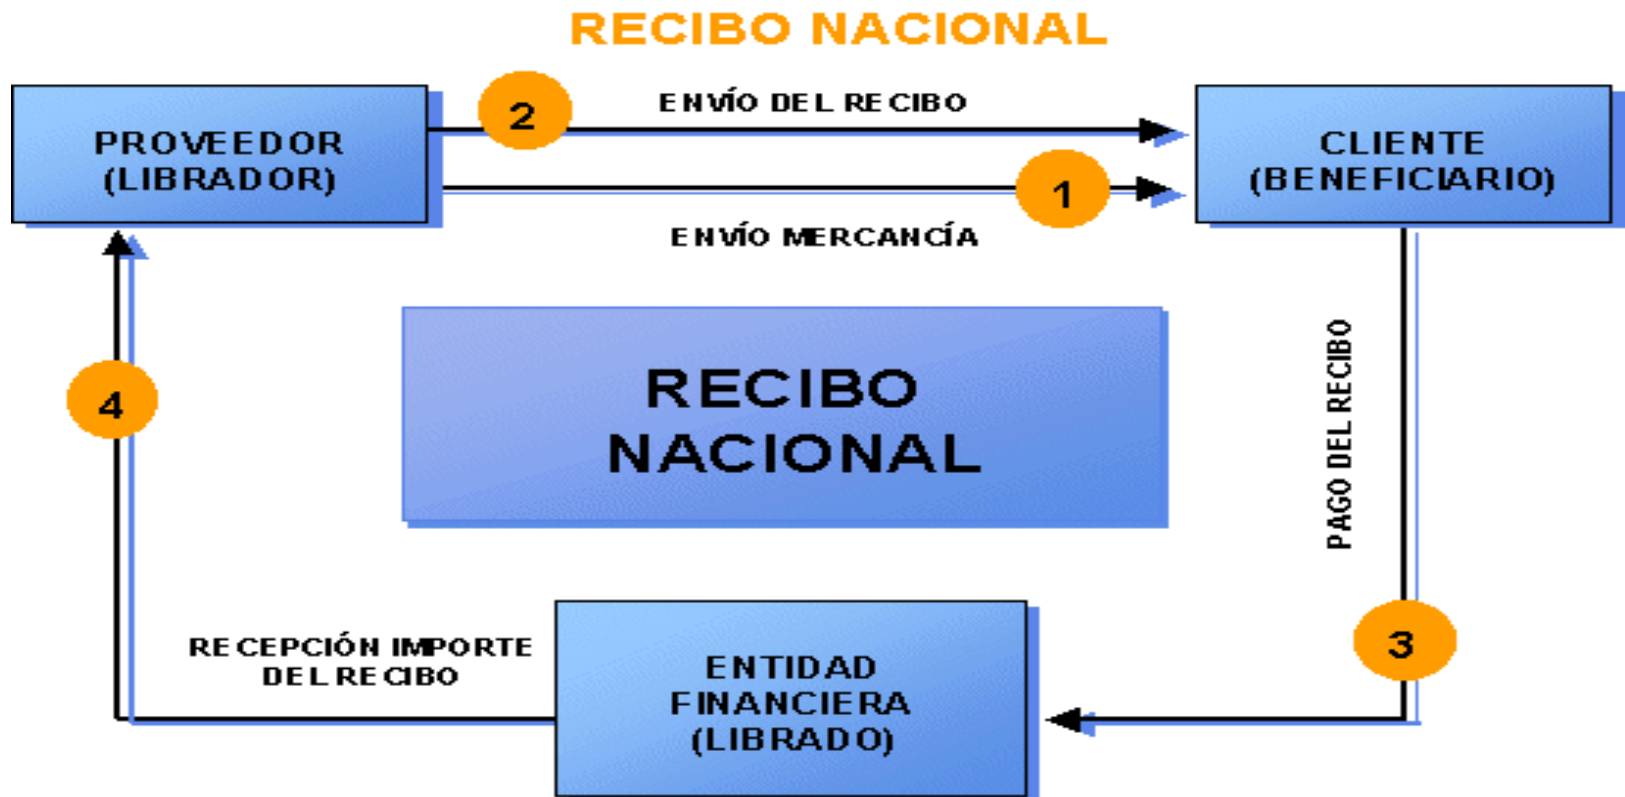 RECIBO NACIONAL
2
ENVÍO DEL RECIBO
PROVEEDOR
(LIBRADOR)
CLIENTE
(BENEFICIARIO)
1
ENVÍO MERCANCÍA
RECIBO
NACIONAL
PAGO DEL RECIBO
4
3
RECEPCIÓN IMPORTE
DEL RECIBO
ENTIDAD
FINANCIERA
(LIBRADO)